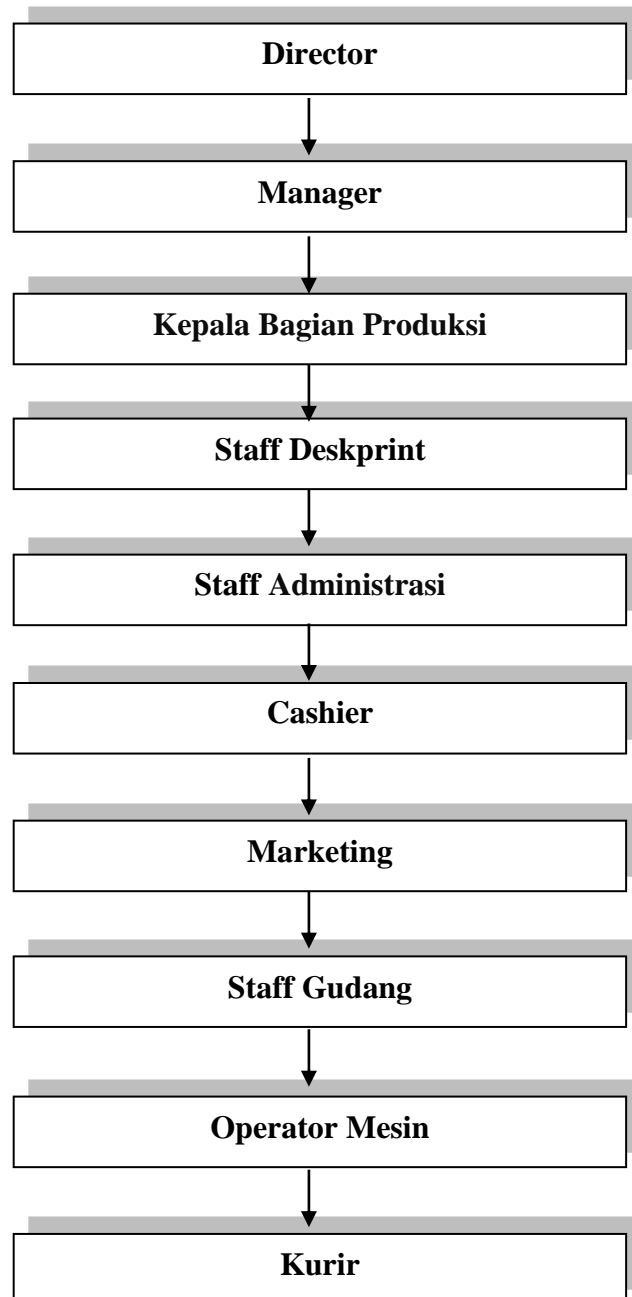 Director
Manager
Kepala Bagian Produksi
Staff Deskprint
Staff Administrasi
Cashier
Marketing
Staff Gudang
Operator Mesin
Kurir